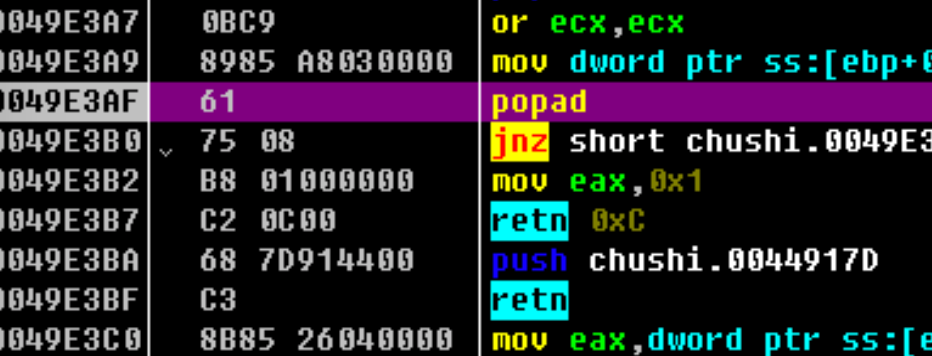 0049E3A7 0BC9 or ecx,ecx
0049E3A9 8985 A8030000 mov dword ptr ss:[ebp+0
0049E3AF 61 popad
0049E3B0 75 08 jnz short chushi.0049E3
0049E3B2 B8 01000000 mov eax,0x1
0049E3B7 C2 0C00 retn 0xC
0049E3BA 68 7D914400 push chushi.0044917D
0049E3BF C3 retn
0049E3C0 8B85 26040000 mov eax,dword ptr ss:[e